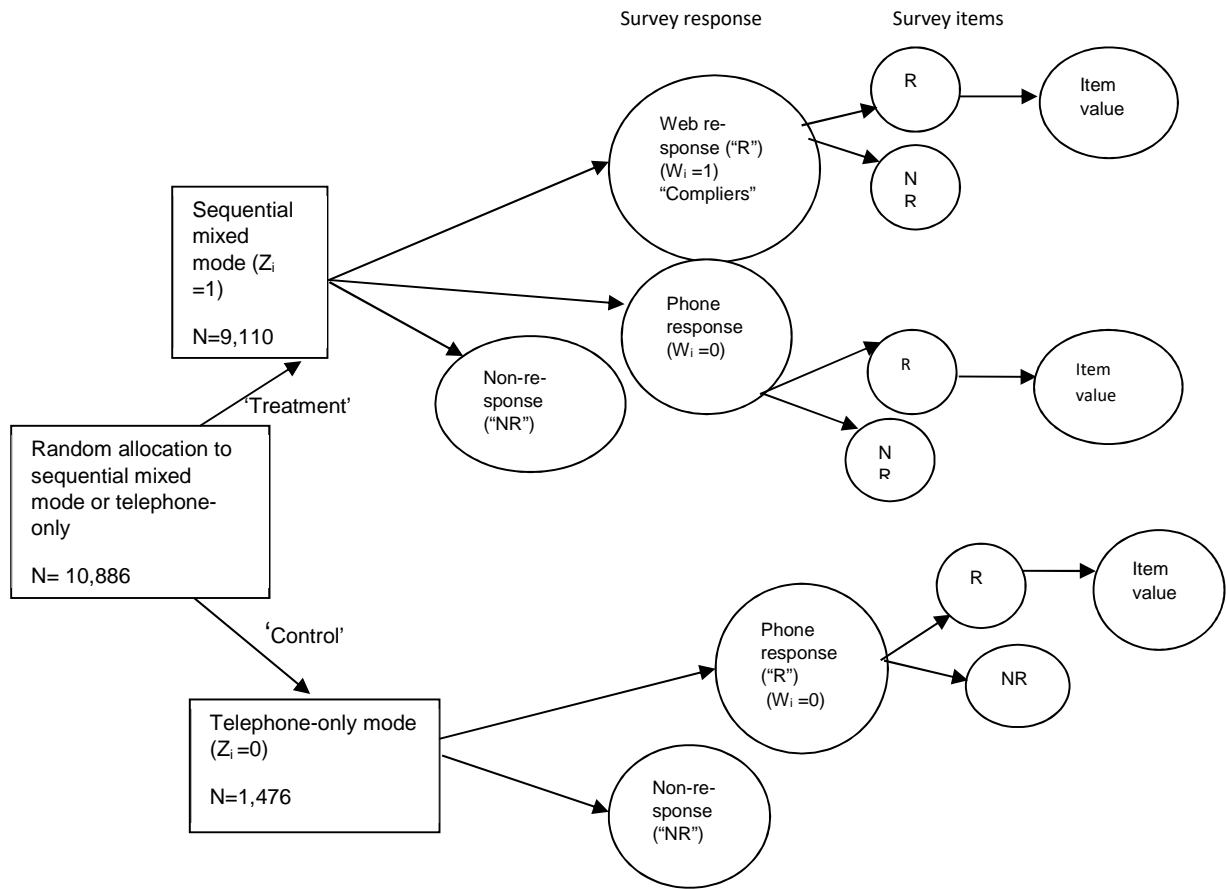 Survey response
Survey items
R
Item
value
Web re-
sponse (“R”)
(Wᵢ =1)
“Compliers”
N
R
Sequential
mixed
mode (Zᵢ
=1)
N=9,110
Phone
response
(Wᵢ =0)
R
Item
value
Non-re-
sponse
(“NR”)
N
R
‘Treatment’
Random allocation to
sequential mixed
mode or telephone-
only
N= 10,886
‘Control’
R
Item
value
Phone
response
(“R”)
(Wᵢ =0)
NR
Telephone-only mode
(Zᵢ =0)
N=1,476
Non-re-
sponse
(“NR”)